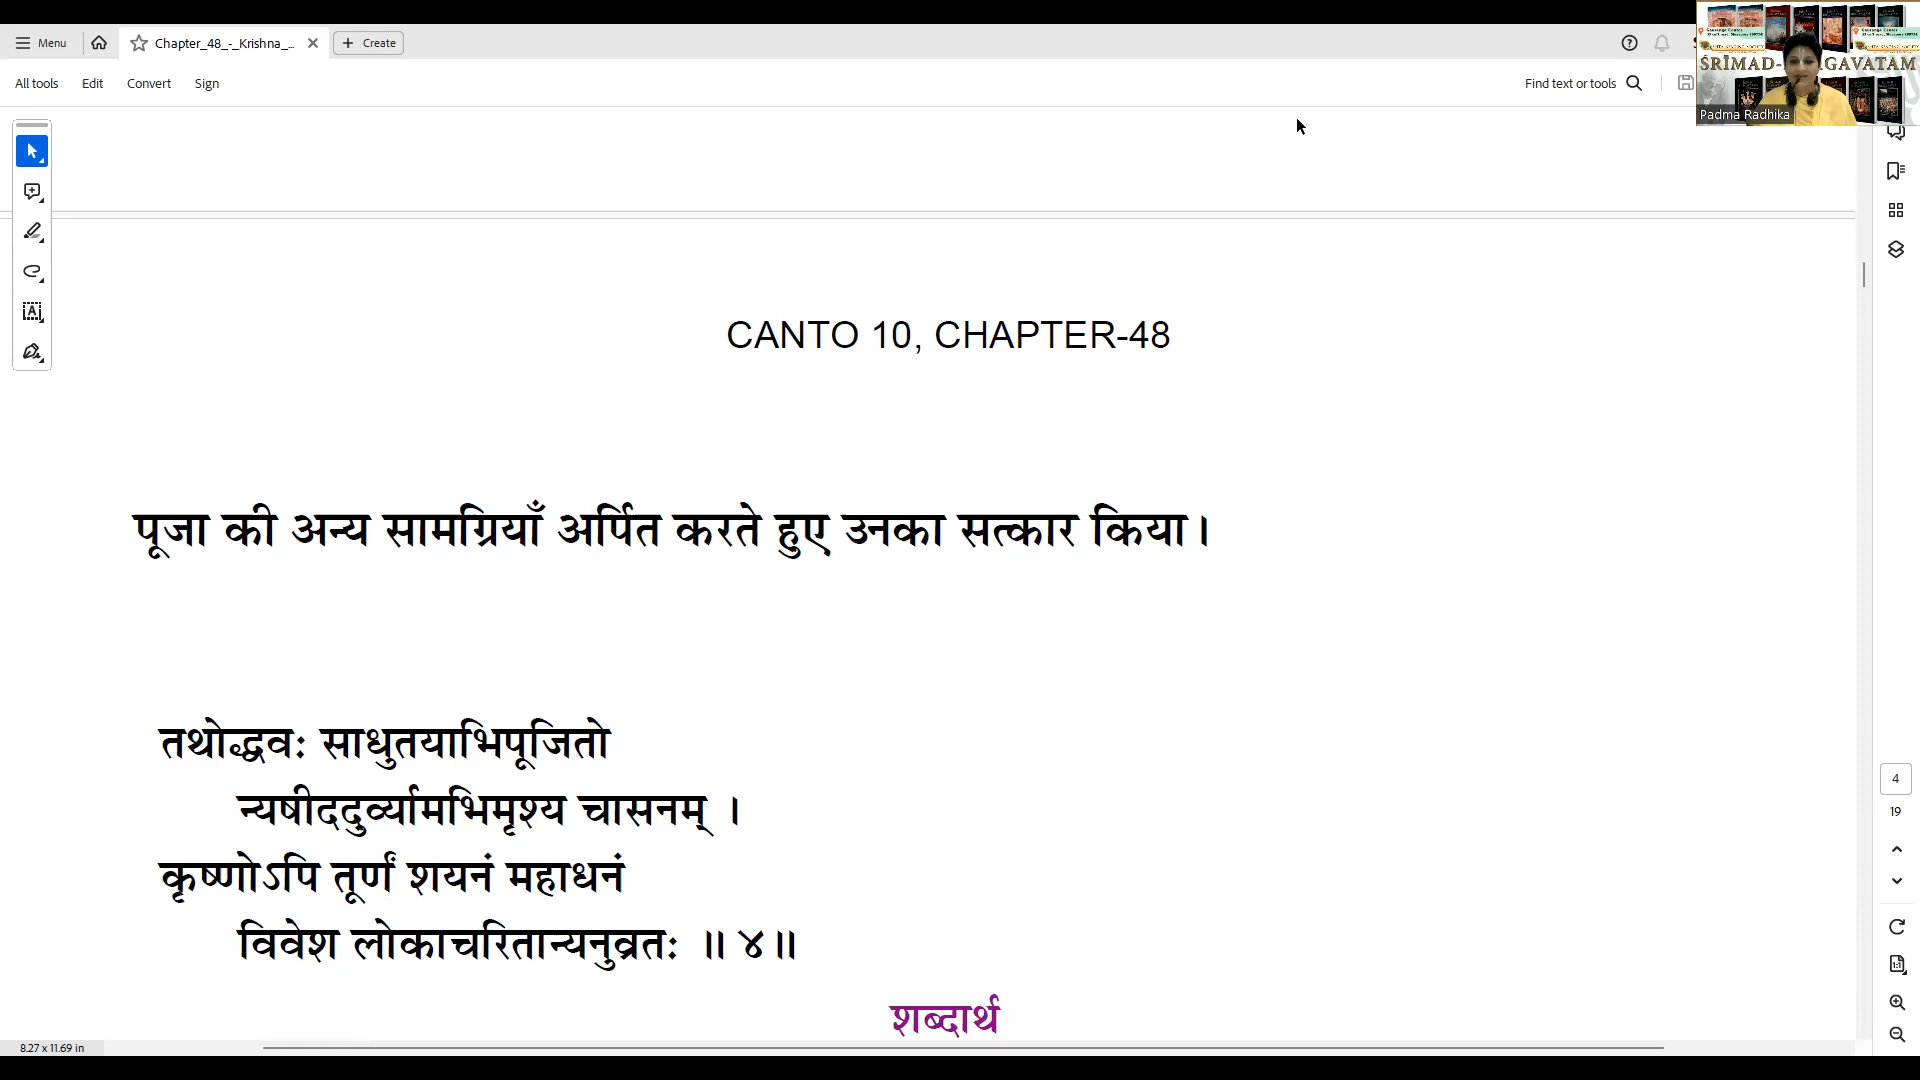 Menu
Chapter_48_-_Krishna_...
Create
All tools
Edit
Convert
Sign
Find text or tools
SRĪMAD-
GAVATAM
Padma Radhika
CANTO 10, CHAPTER-48
पूजा की अन्य सामग्रियाँ अर्पित करते हुए उनका सत्कार किया।
तथोद्धवः साधुतयाभिपूजितो
न्यषीददुर्व्यामभिमृश्य चासनम् ।
कृष्णोऽपि तूर्णं शयनं महाधनं
विवेश लोकाचरितान्यनुव्रतः ॥ ४॥
शब्दार्थ
4
19
8.27 x 11.69 in